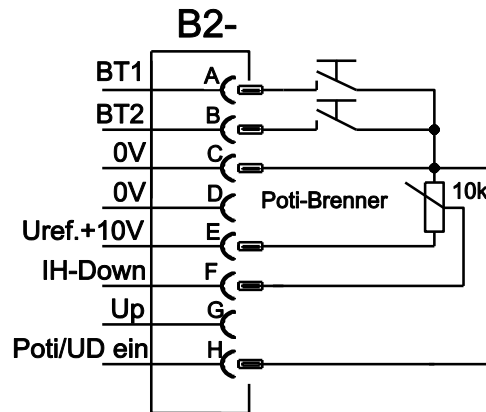 B2-
BT1 A
BT2 B
0V C
0V D Poti-Brenner 10k
Uref.+10V E
IH-Down F
Up G
Poti/UD ein H